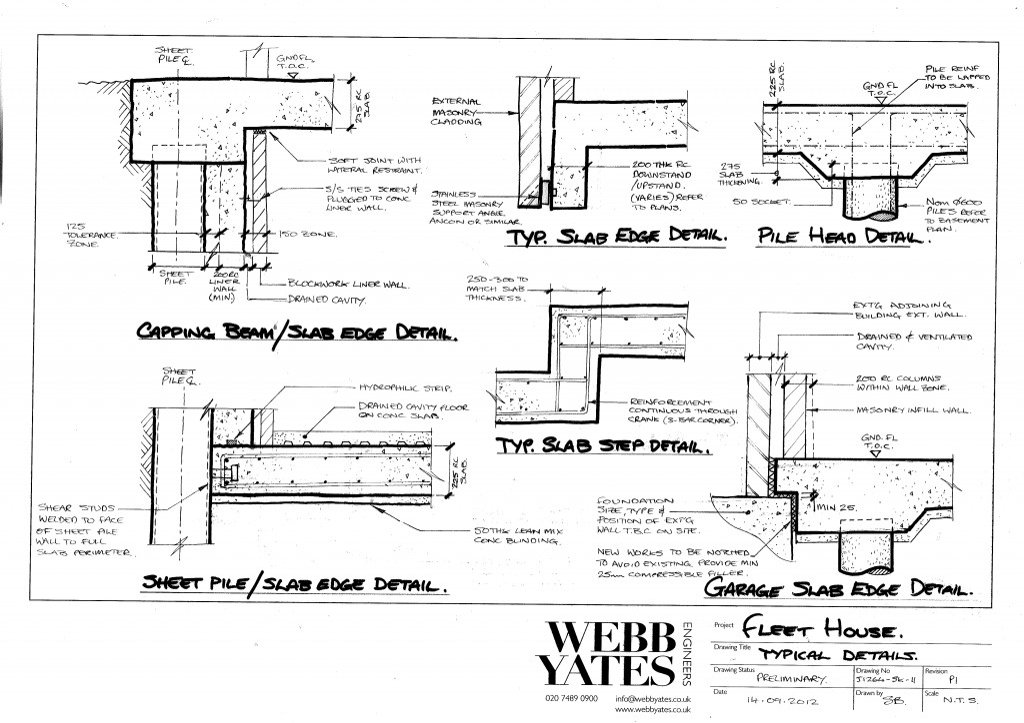 SHEET
PILE ℄
GND FL
T.O.C.
275 RC
SLAB.
SOFT JOINT WITH
LATERAL RESTRAINT.
S/S TIES SCREW &
PLUGGED TO CONC
LINER WALL.
125
TOLERANCE
ZONE.
150 ZONE.
SHEET
PILE.
200 RC
LINER
WALL
(MIN)
BLOCKWORK LINER WALL.
DRAINED CAVITY.
CAPPING BEAM/SLAB EDGE DETAIL.
EXTERNAL
MASONRY
CLADDING
STAINLESS
STEEL MASONRY
SUPPORT ANGLE.
ANCON OR SIMILAR.
200 THK RC
DOWNSTAND
/UPSTAND.
(VARIES) REFER
TO PLANS.
TYP. SLAB EDGE DETAIL.
225 RC
SLAB.
GND FL
T.O.C.
PILE REINF
TO BE LAPPED
INTO SLAB.
275
SLAB
THICKENING.
50 SOCKET.
NOM ϕ600
PILES REFER
TO BASEMENT
PLAN.
PILE HEAD DETAIL.
250-300 TO
MATCH SLAB
THICKNESS.
REINFORCEMENT
CONTINUOUS THROUGH
CRANK (3-BAR CORNER).
TYP. SLAB STEP DETAIL.
SHEET
PILE ℄
HYDROPHILIC STRIP.
DRAINED CAVITY FLOOR
ON CONC SLAB.
225 RC
SLAB.
SHEAR STUDS
WELDED TO FACE
OF SHEET PILE
WALL TO FULL
SLAB PERIMETER.
50THK LEAN MIX
CONC BLINDING.
SHEET PILE/SLAB EDGE DETAIL.
EXT'G ADJOINING
BUILDING EXT. WALL.
DRAINED & VENTILATED
CAVITY.
200 RC COLUMNS
WITHIN WALL ZONE.
MASONRY INFILL WALL.
GND. FL
T.O.C.
MIN 25.
FOUNDATION
SIZE, TYPE &
POSITION OF EXT'G
WALL T.B.C ON SITE.
NEW WORKS TO BE NOTCHED
TO AVOID EXISTING. PROVIDE MIN
25mm COMPRESSIBLE FILLER.
GARAGE SLAB EDGE DETAIL.
WEBB
YATES
ENGINEERS
020 7489 0900 info@webbyates.co.uk
www.webbyates.co.uk
Project FLEET HOUSE.
Drawing Title TYPICAL DETAILS.
Drawing Status PRELIMINARY.
Drawing No J1264-SK-11
Revision P1
Date 14.09.2012
Drawn by SB.
Scale N.T.S.